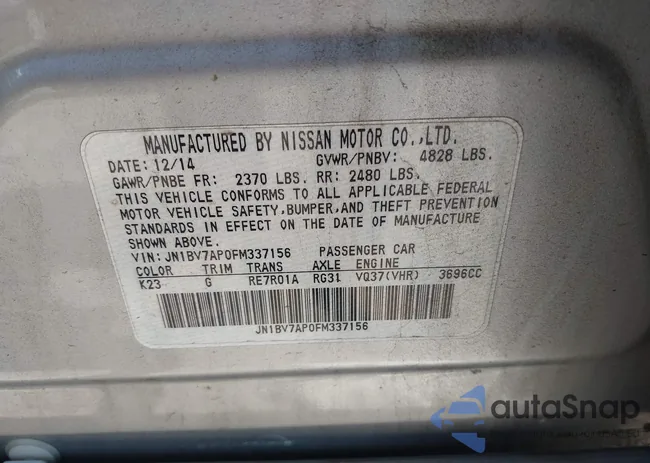 MANUFACTURED BY NISSAN MOTOR CO.,LTD.
DATE: 12/14 GVWR/PNBV: 4828 LBS.
GAWR/PNBE FR: 2370 LBS. RR: 2480 LBS.
THIS VEHICLE CONFORMS TO ALL APPLICABLE FEDERAL
MOTOR VEHICLE SAFETY, BUMPER, AND THEFT PREVENTION
STANDARDS IN EFFECT ON THE DATE OF MANUFACTURE
SHOWN ABOVE.
VIN: JN1BV7AP0FM337156 PASSENGER CAR
COLOR TRIM TRANS AXLE ENGINE
K23 G RE7R01A RG31 VQ37(VHR) 3696CC
JN1BV7AP0FM337156
autoSnap